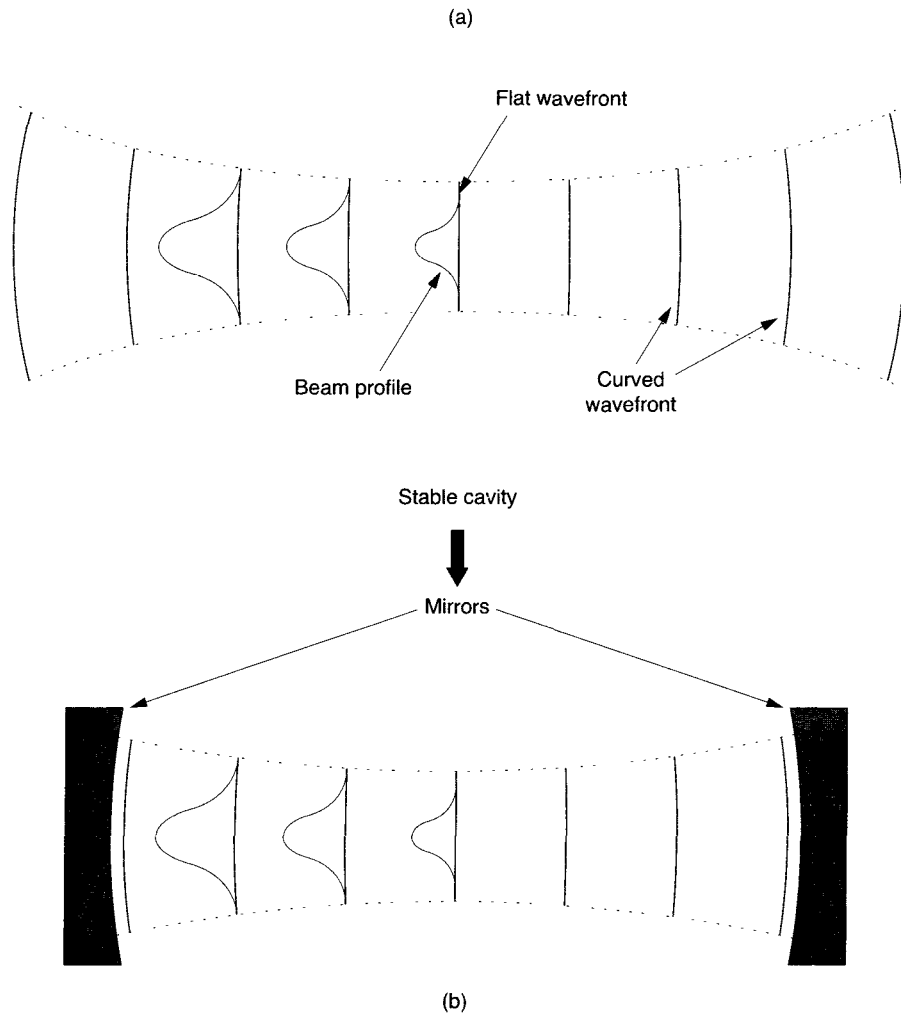 (a)
Flat wavefront
Beam profile
Curved
wavefront
Stable cavity
Mirrors
(b)